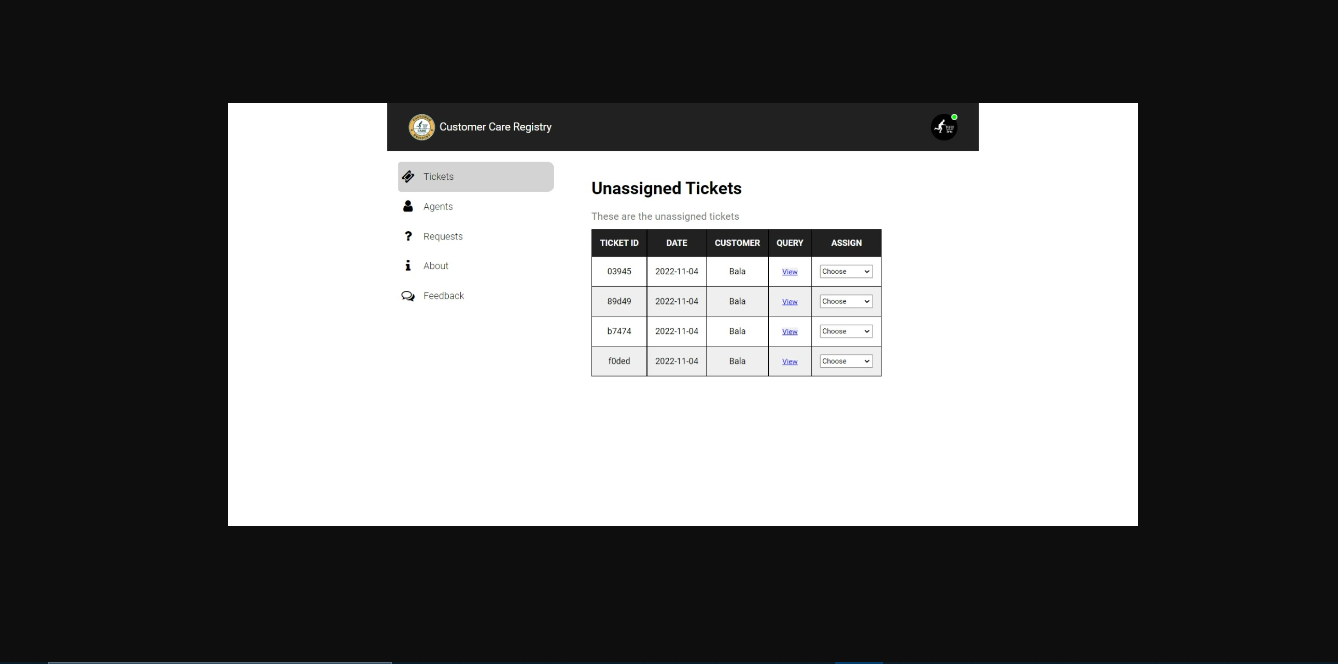 Customer Care Registry
Tickets
Agents
Requests
About
Feedback
Unassigned Tickets
These are the unassigned tickets
TICKET ID DATE CUSTOMER QUERY ASSIGN
03945 2022-11-04 Bala View Choose
89d49 2022-11-04 Bala View Choose
b7474 2022-11-04 Bala View Choose
f0ded 2022-11-04 Bala View Choose